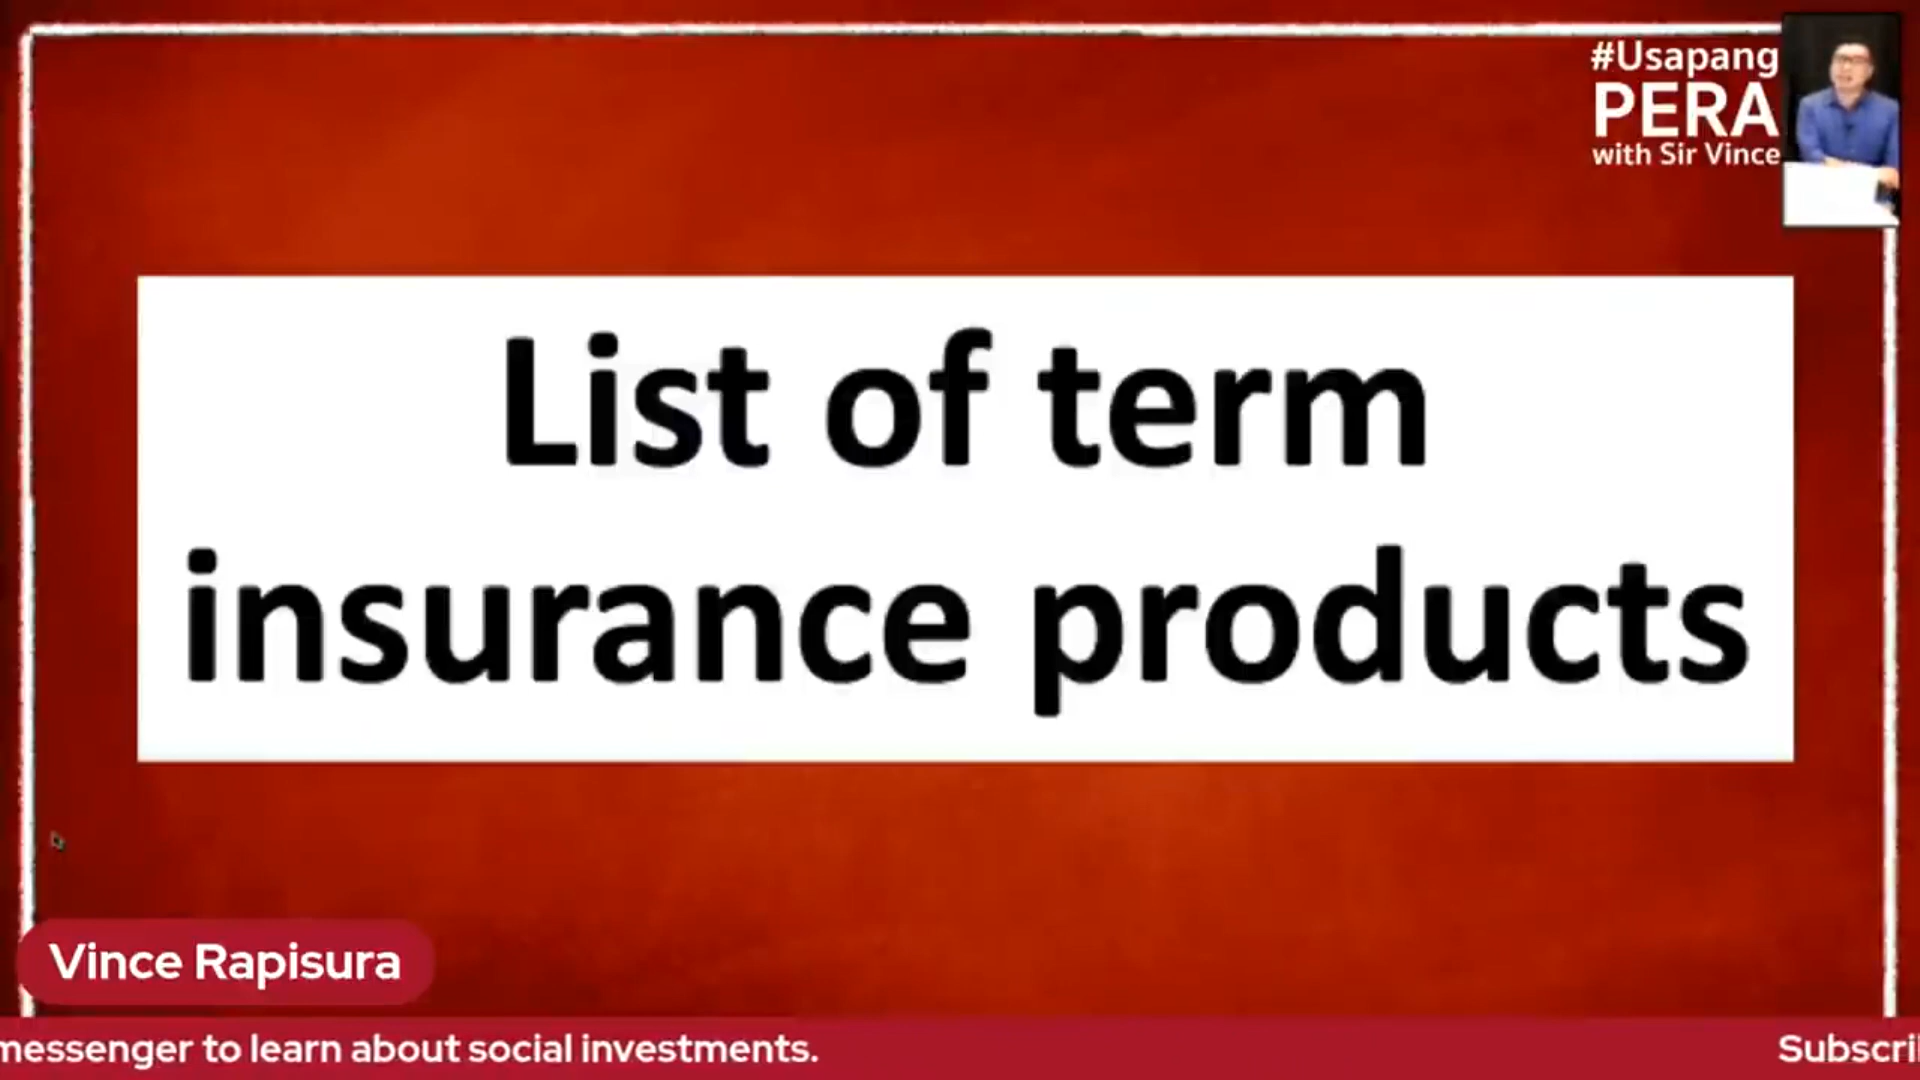 #Usapang
PERA
with Sir Vince
List of term
insurance products
Vince Rapisura
messenger to learn about social investments.